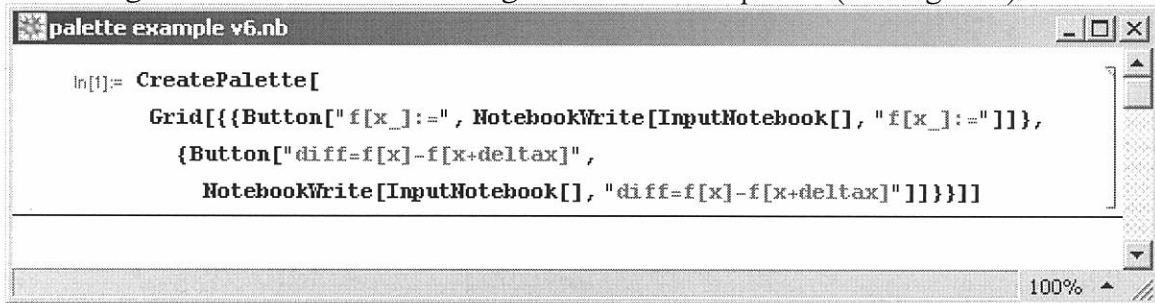 palette example v6.nb
In[1]:= CreatePalette[
Grid[{{Button["f[x_]:=", NotebookWrite[InputNotebook[], "f[x_]:="]]},
{Button["diff=f[x]-f[x+deltax]",
NotebookWrite[InputNotebook[], "diff=f[x]-f[x+deltax]"]]}}]]
100%